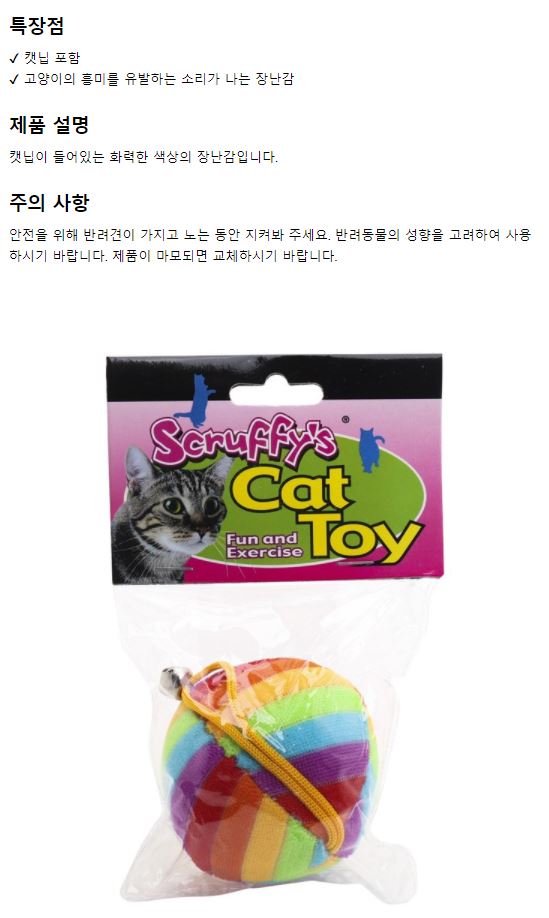 특장점
✓ 캣닙 포함
✓ 고양이의 흥미를 유발하는 소리가 나는 장난감
제품 설명
캣닙이 들어있는 화력한 색상의 장난감입니다.
주의 사항
안전을 위해 반려견이 가지고 노는 동안 지켜봐 주세요. 반려동물의 성향을 고려하여 사용
하시기 바랍니다. 제품이 마모되면 교체하시기 바랍니다.
Scruffy's®
Cat
Toy
Fun and
Exercise